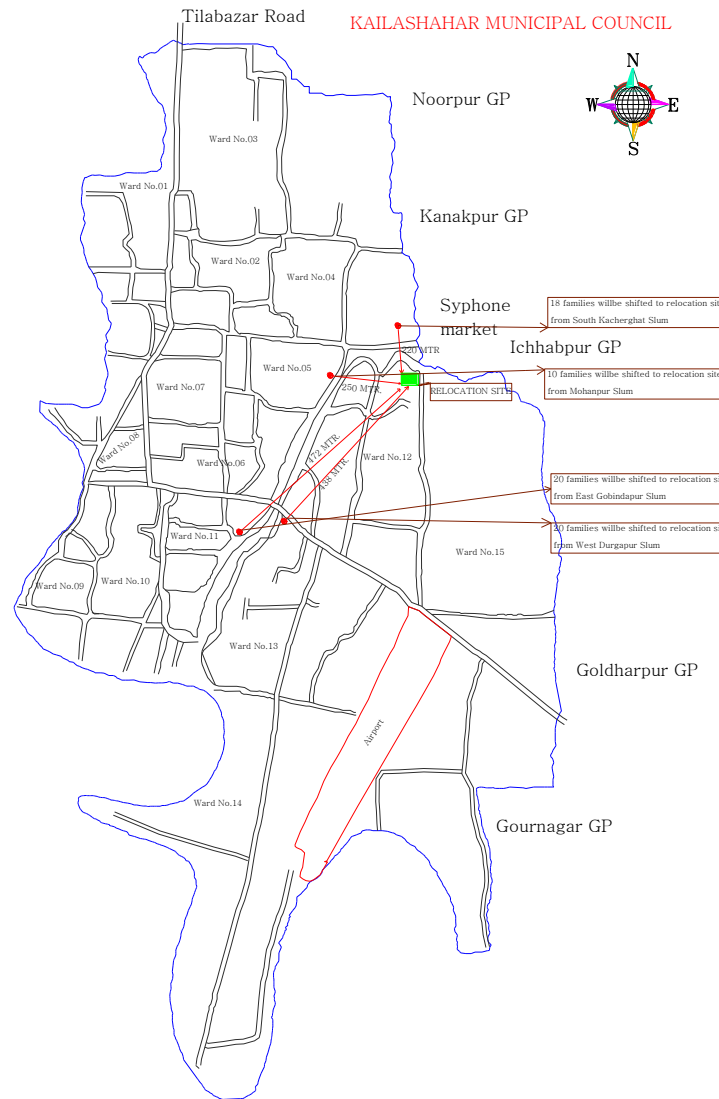 Tilabazar Road
KAILASHAHAR MUNICIPAL COUNCIL
N
W
E
S
Noorpur GP
Ward No.03
Ward No.01
Kanakpur GP
Ward No.02
Ward No.04
Syphone
market
18 families willbe shifted to relocation sit
from South Kacherghat Slum
Ichhabpur GP
220 MTR
Ward No.05
10 families willbe shifted to relocation site
from Mohanpur Slum
Ward No.07
250 MTR.
RELOCATION SITE
Ward No.08
472 MTR.
Ward No.12
Ward No.06
438 MTR.
20 families willbe shifted to relocation si
from East Gobindapur Slum
Ward No.11
20 families willbe shifted to relocation si
from West Durgapur Slum
Ward No.15
Ward No.09
Ward No.10
Ward No.13
Goldharpur GP
Airport
Ward No.14
Gournagar GP